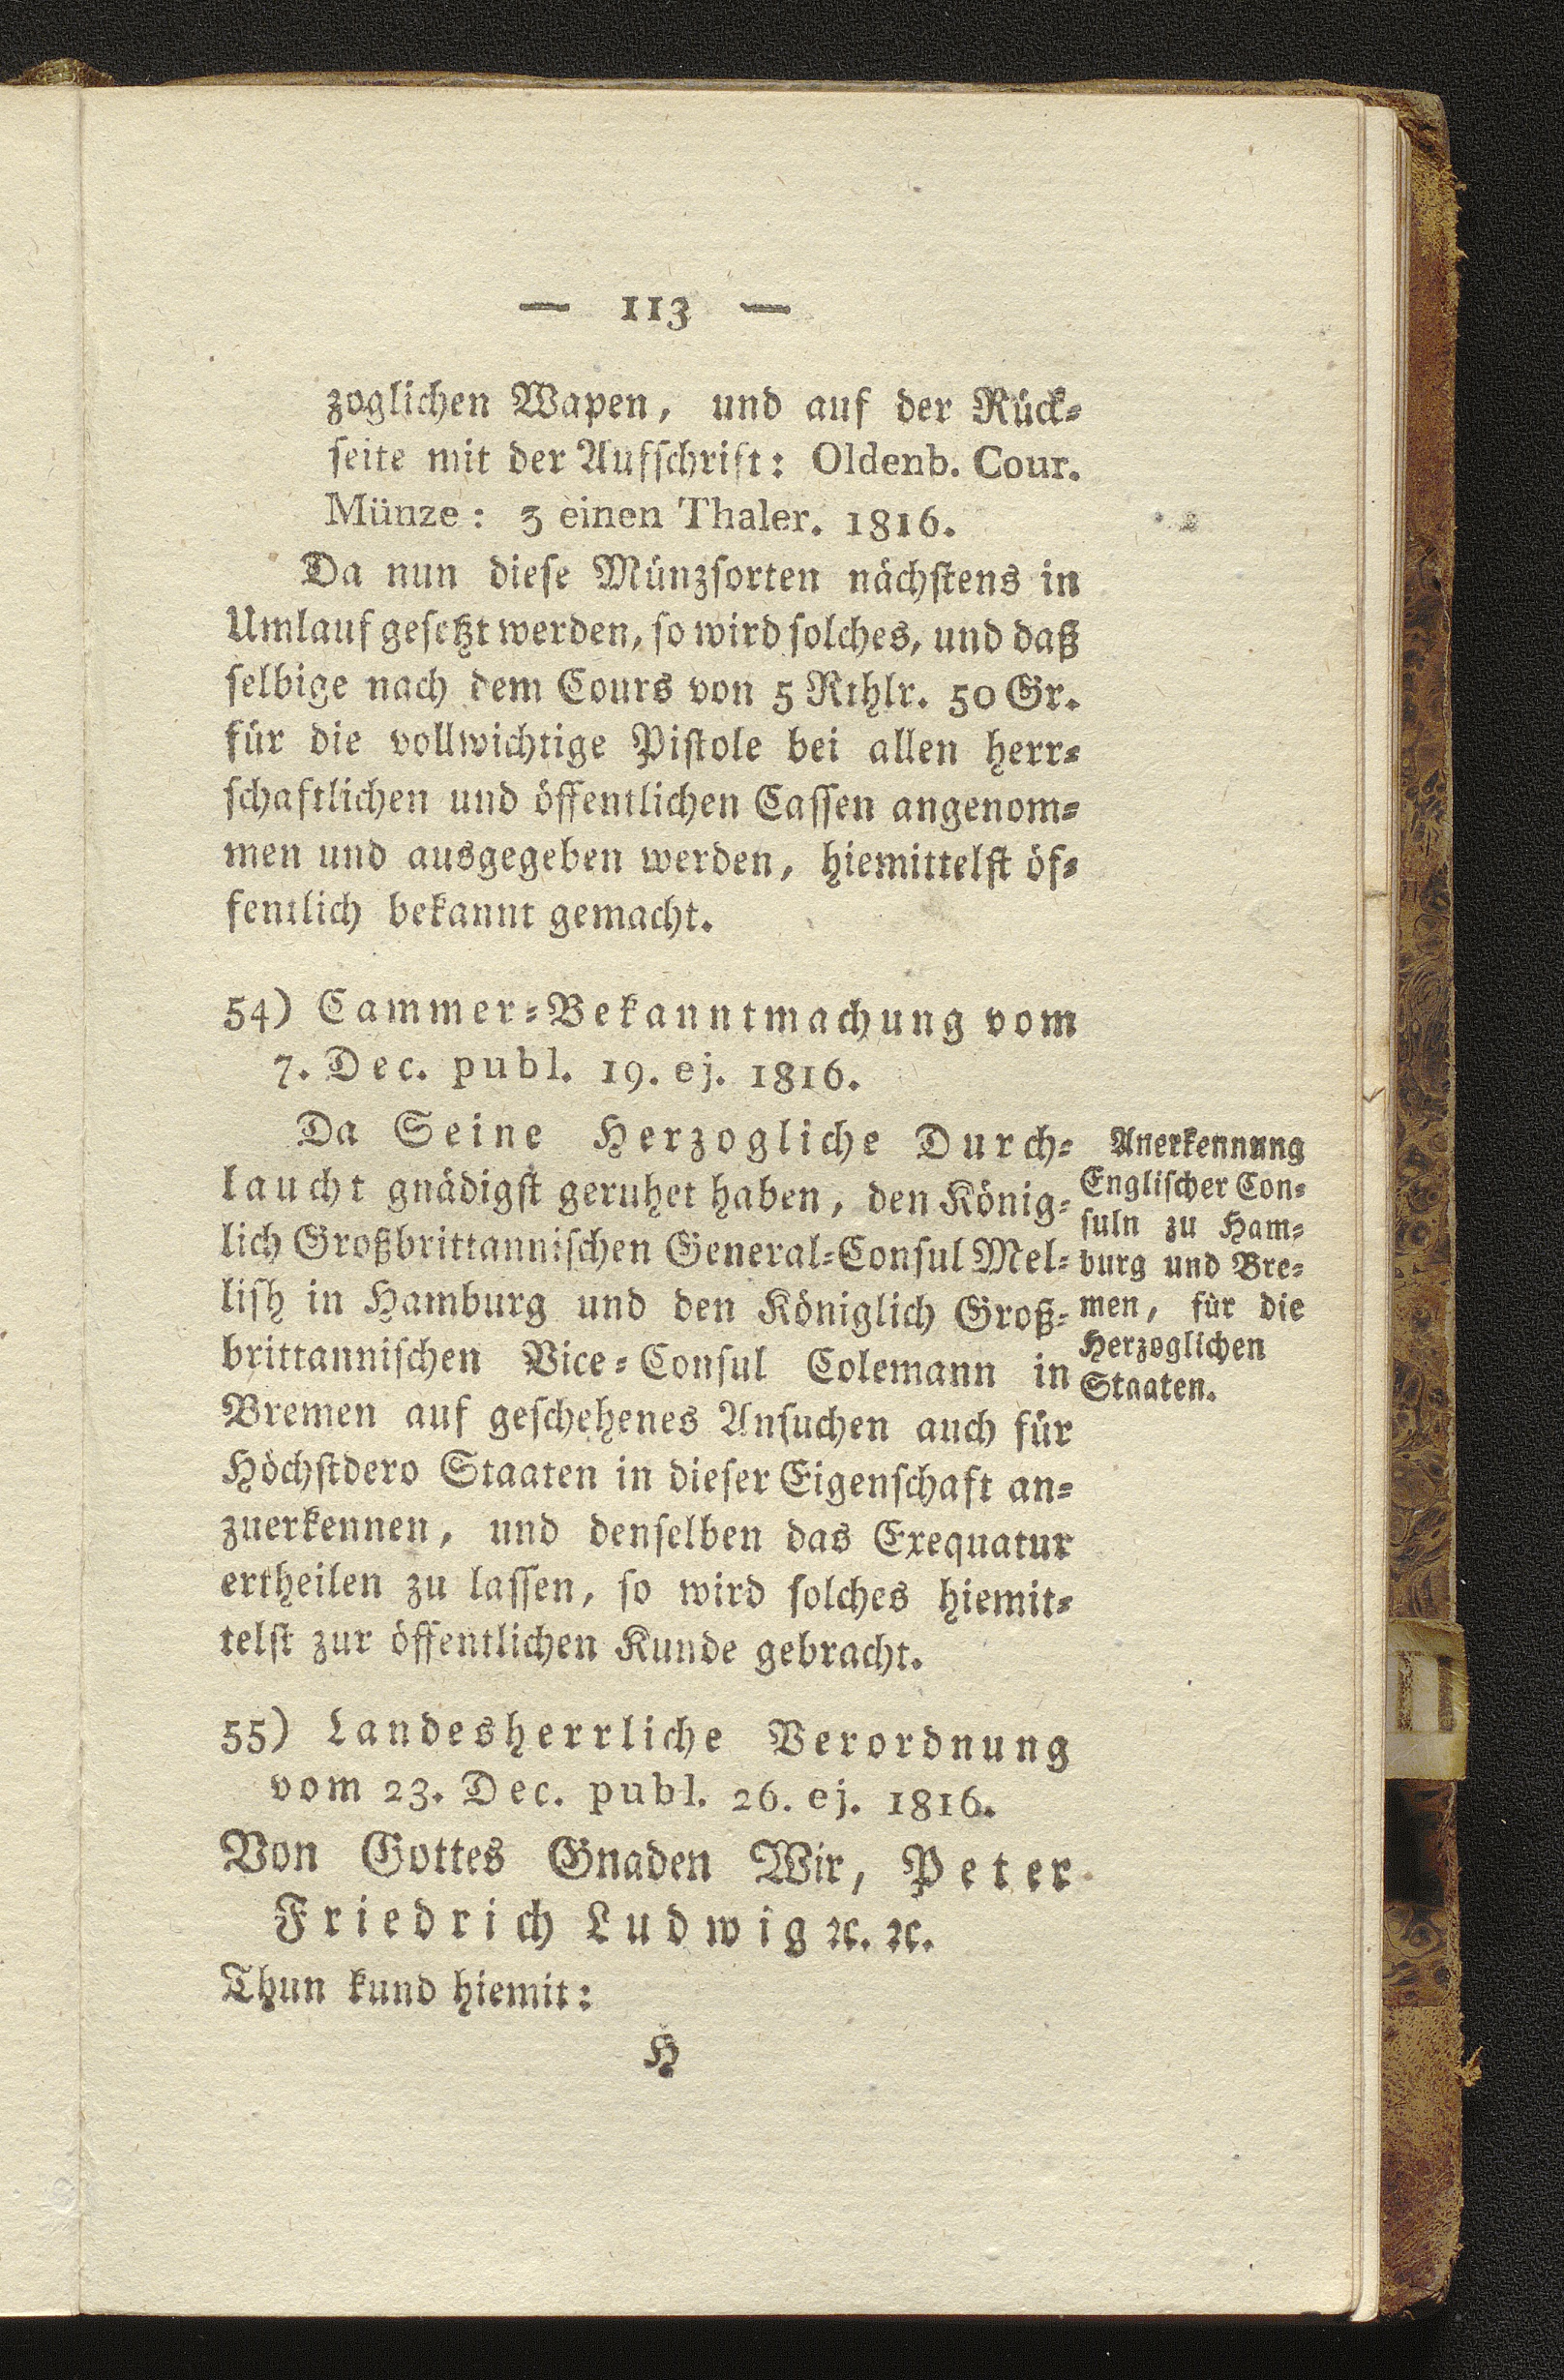 — 113 —
zoglichen Wapen, und auf der Rück-
seite mit der Aufschrift: Oldenb. Cour.
Münze: 3 einen Thaler. 1816.
Da nun diese Münzsorten nächstens in
Umlauf gesetzt werden, so wird solches, und daß
selbige nach dem Cours von 5 Rthlr. 50 Gr.
für die vollwichtige Pistole bei allen herr-
schaftlichen und öffentlichen Cassen angenom-
men und ausgegeben werden, hiemittelst öf-
fentlich bekannt gemacht.
54) Cammer-Bekanntmachung vom
7. Dec. publ. 19. ej. 1816.
Da Seine Herzogliche Durch-
laucht gnädigst geruhet haben, den König-
lich Großbrittannischen General-Consul Mel-
lish in Hamburg und den Königlich Groß-
brittannischen Vice-Consul Colemann in
Bremen auf geschehenes Ansuchen auch für
Höchstdero Staaten in dieser Eigenschaft an-
zuerkennen, und denselben das Exequatur
ertheilen zu lassen, so wird solches hiemit-
telst zur öffentlichen Kunde gebracht.
Anerkennung
Englischer Con-
suln zu Ham-
burg und Bre-
men, für die
Herzoglichen
Staaten.
55) Landesherrliche Verordnung
vom 23. Dec. publ. 26. ej. 1816.
Von Gottes Gnaden Wir, Peter
Friedrich Ludwig ꝛc. ꝛc.
Thun kund hiemit:
H